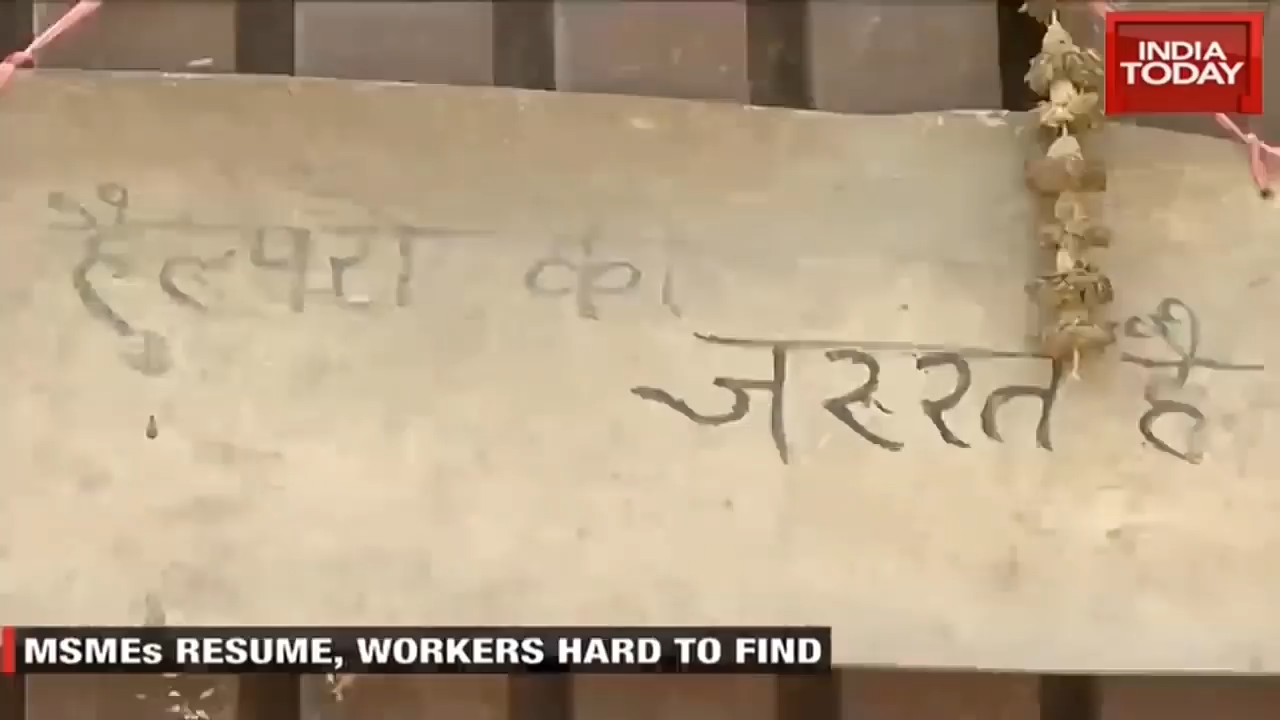 INDIA
TODAY
हैल्परो का
जरुरत है
MSMEs RESUME, WORKERS HARD TO FIND